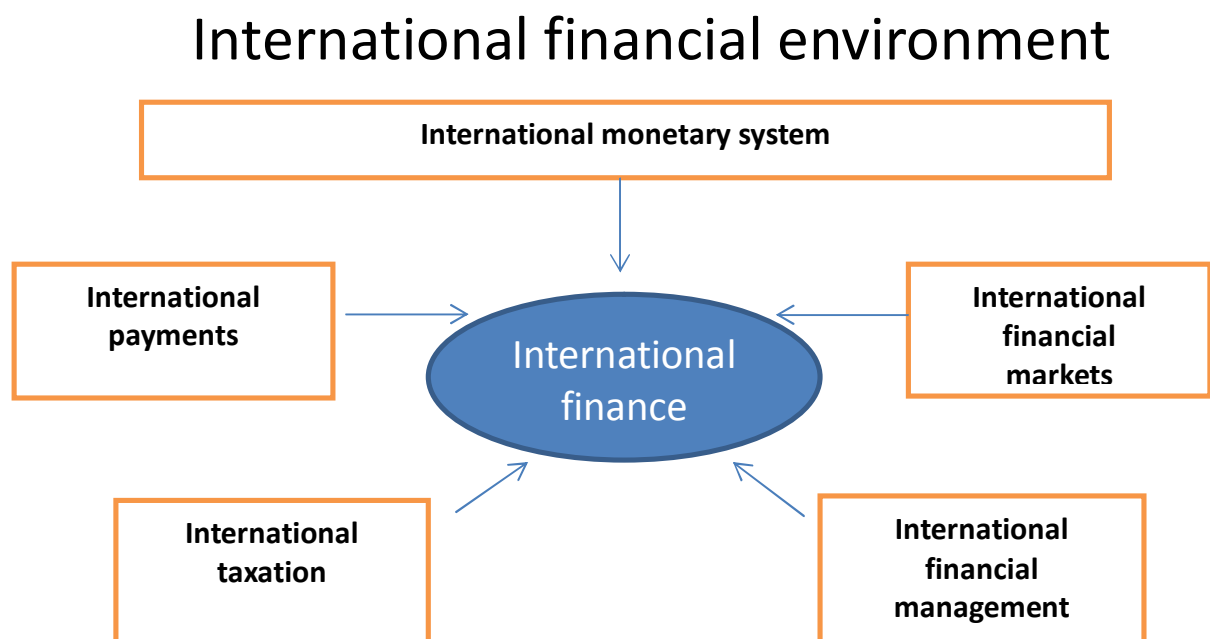 International financial environment
International monetary system
International
payments
International
financial
markets
International
finance
International
taxation
International
financial
management